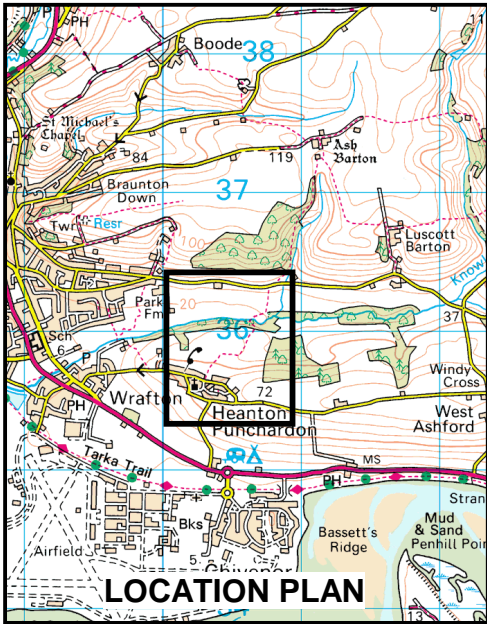 P
PH
Boode
38
11
St Michael's
Chapel
84
119
Ash
Barton
Braunton
Down
37
Twr
Resr
100
Luscott
Barton
Park
Fm
20
36
37
Sch
6
P
Windy
Cross
Wrafton
72
PH
Heanton
Punchardon
West
Ashford
Tarka Trail
MS
PH
Stran
Bks
Bassett's
Ridge
Mud
& Sand
Penhill Poin
Airfield
5
LOCATION PLAN
13